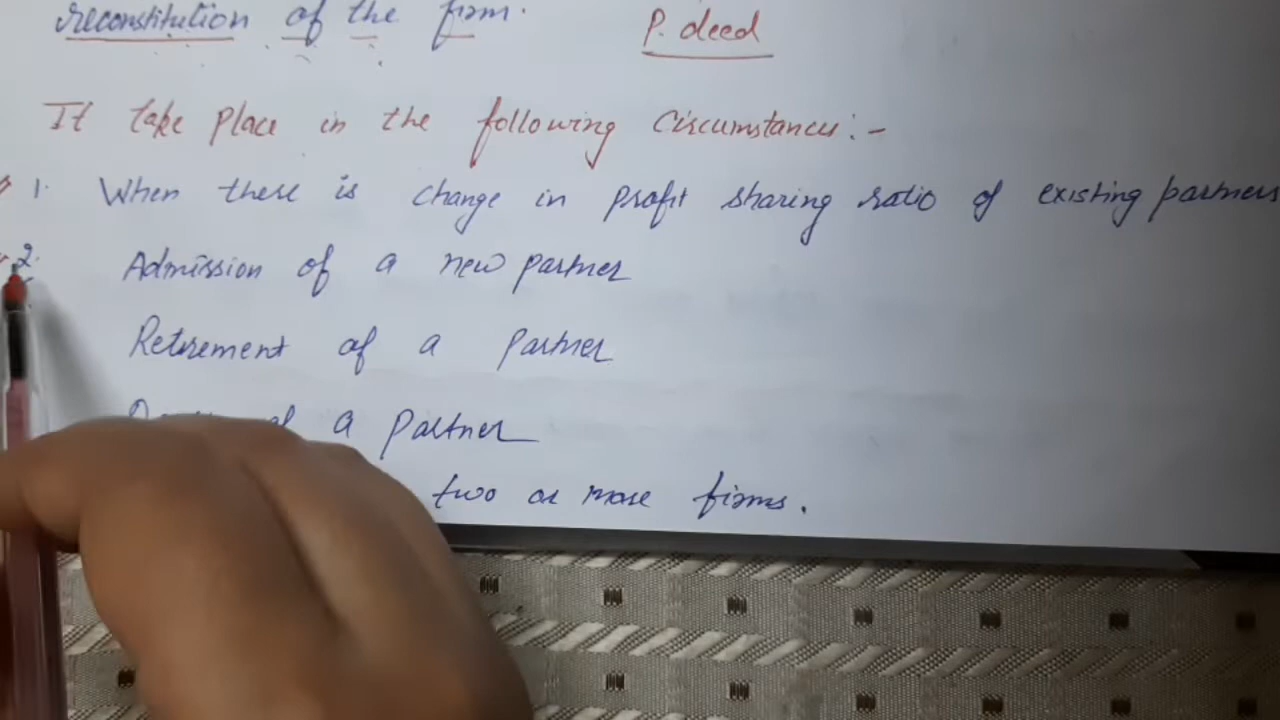 reconstitution of the firm.
P. deed
It take place in the following Circumstances:-
1. When there is change in profit sharing ratio of existing partners
2. Admission of a new partner
Retirement of a partner
of a partner
two or more firms.